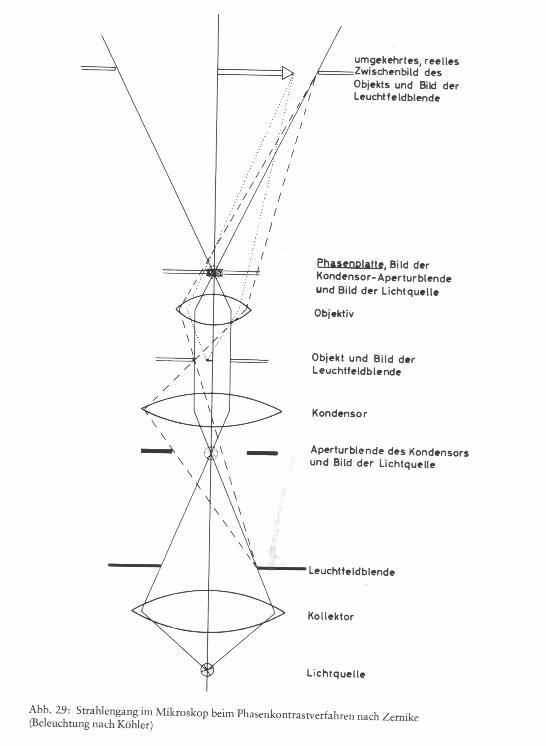 umgekehrtes, reelles
Zwischenbild des
Objekts und Bild der
Leuchtfeldblende
Phasenplatte, Bild der
Kondensor-Aperturblende
und Bild der Lichtquelle
Objektiv
Objekt und Bild der
Leuchtfeldblende
Kondensor
Aperturblende des Kondensors
und Bild der Lichtquelle
Leuchtfeldblende
Kollektor
Lichtquelle
Abb. 29: Strahlengang im Mikroskop beim Phasenkontrastverfahren nach Zernike
(Beleuchtung nach Köhler)